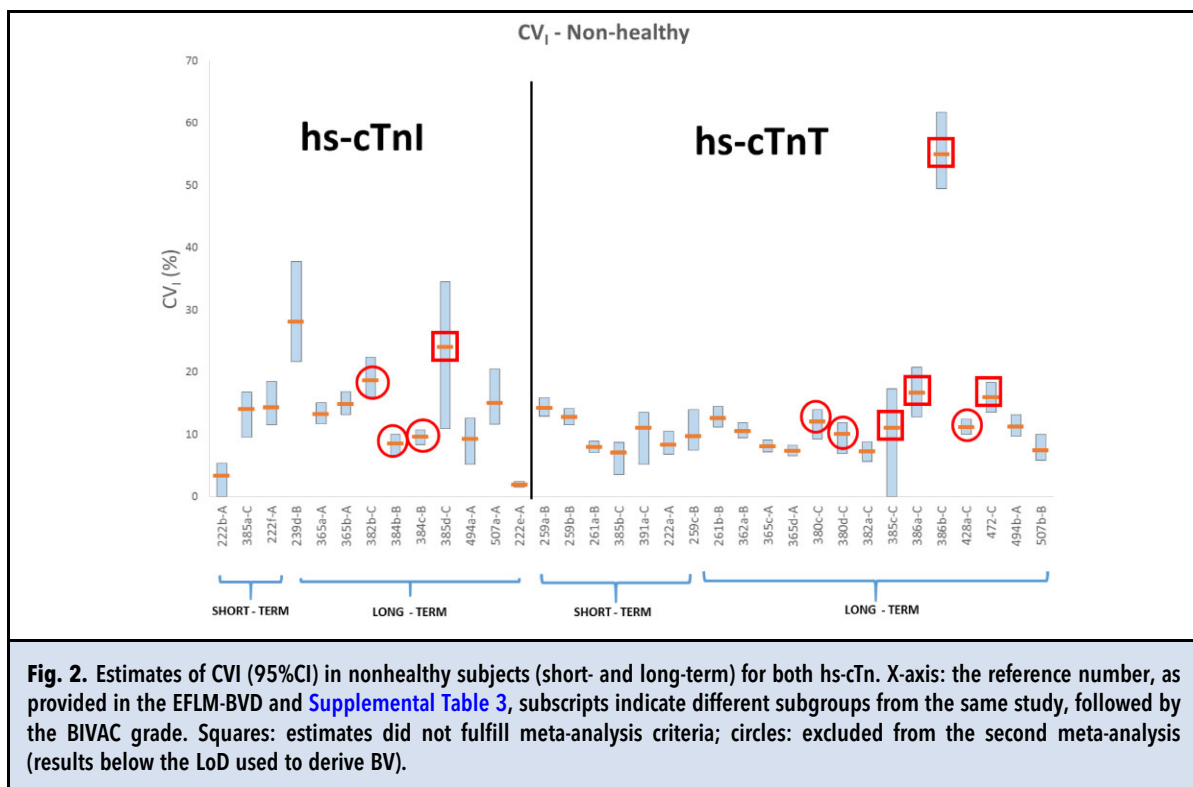 CVI - Non-healthy
70
60
50
40
30
20
10
0
CVI (%)
hs-cTnI
hs-cTnT
222b-A
385a-C
222f-A
239d-B
365a-A
365b-A
382b-C
384b-B
384c-B
385d-C
494a-A
507a-A
222e-A
259a-B
259b-B
261a-B
385b-C
391a-C
222a-A
259c-B
261b-B
362a-B
365c-A
365d-A
380c-C
380d-C
382a-C
385c-C
386a-C
386b-C
428a-C
472-C
494b-A
507b-B
SHORT - TERM
LONG - TERM
SHORT - TERM
LONG - TERM
Fig. 2. Estimates of CVI (95%CI) in nonhealthy subjects (short- and long-term) for both hs-cTn. X-axis: the reference number, as
provided in the EFLM-BVD and Supplemental Table 3, subscripts indicate different subgroups from the same study, followed by
the BIVAC grade. Squares: estimates did not fulfill meta-analysis criteria; circles: excluded from the second meta-analysis
(results below the LoD used to derive BV).